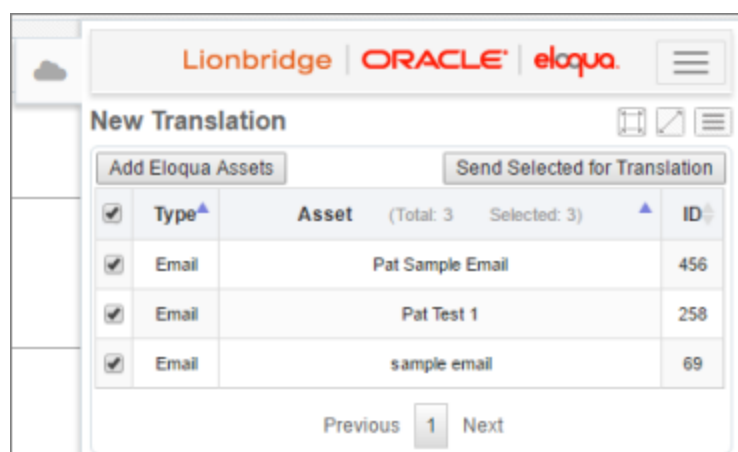 Lionbridge | ORACLE | eloqua.
New Translation
Add Eloqua Assets Send Selected for Translation
Type Asset (Total: 3 Selected: 3) ID
Email Pat Sample Email 456
Email Pat Test 1 258
Email sample email 69
Previous 1 Next